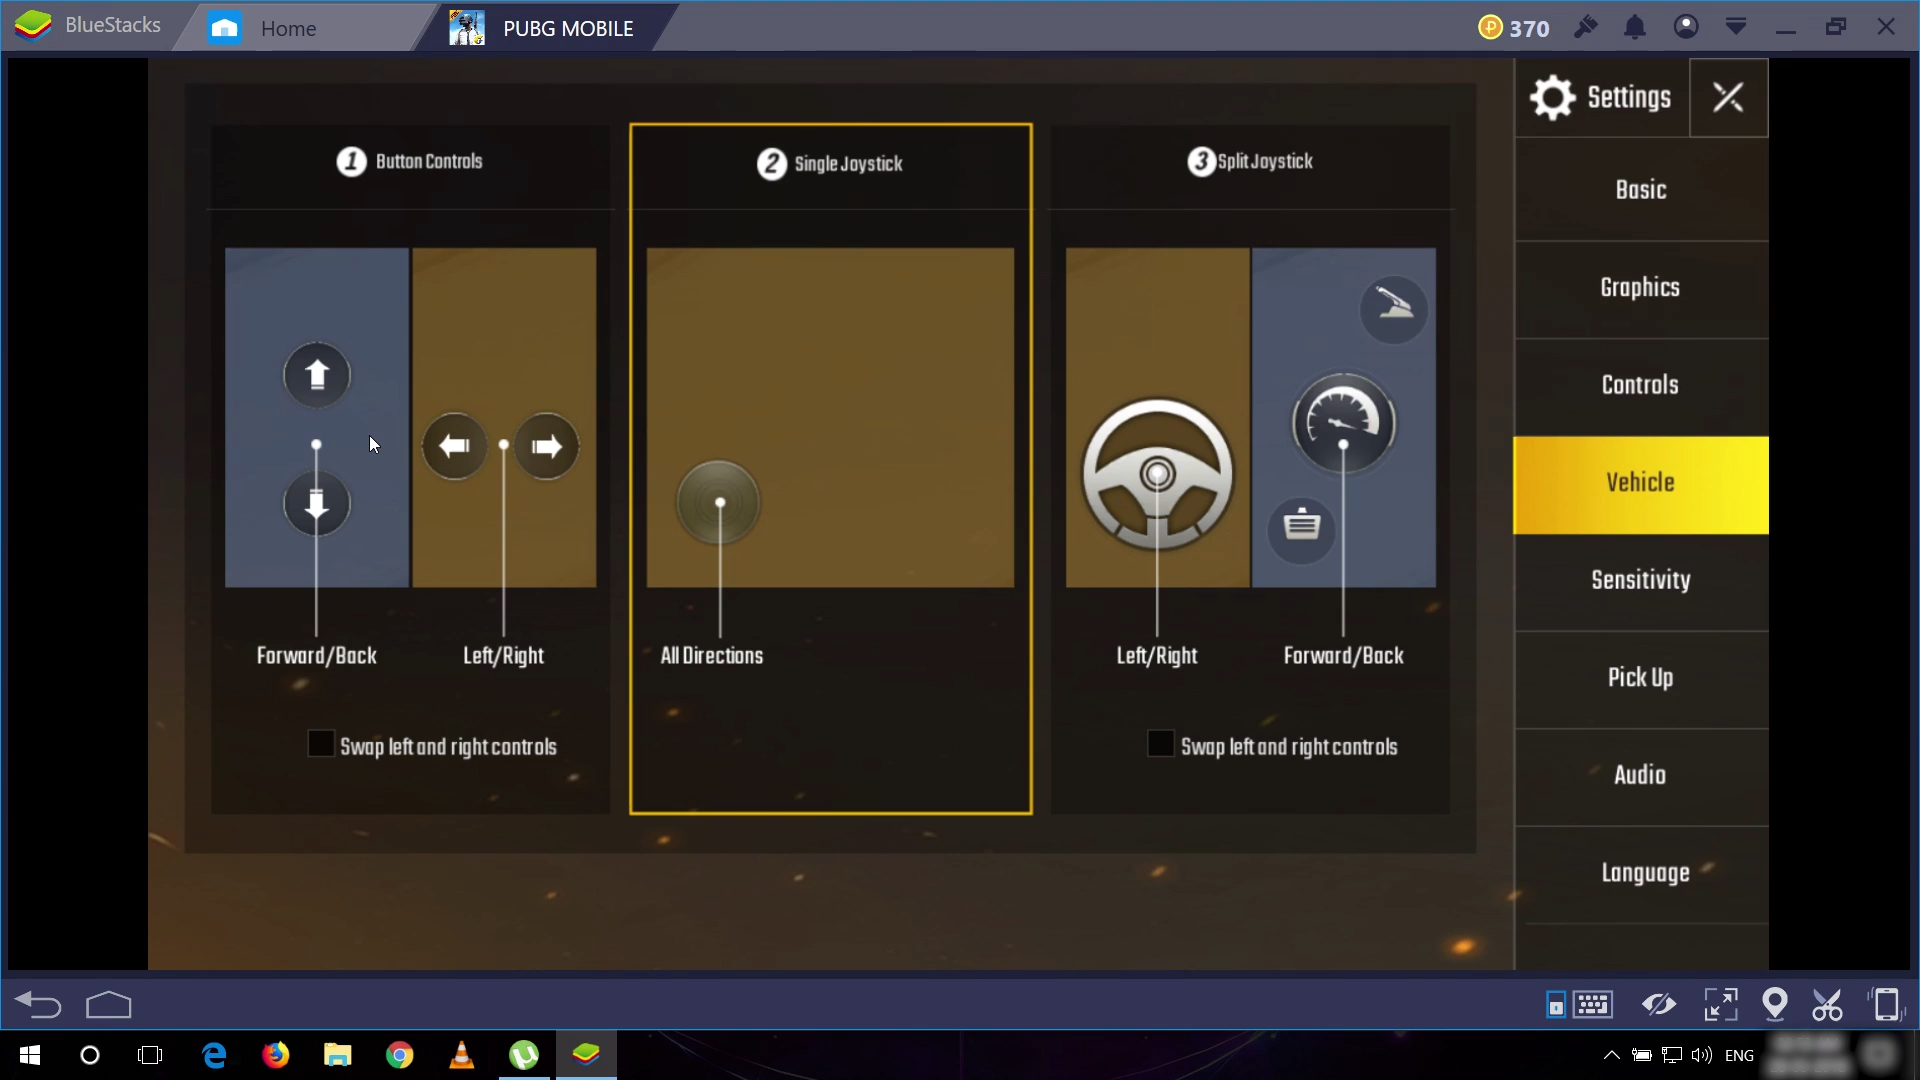 BlueStacks
Home
PUBG MOBILE
370
1 Button Controls
2 Single Joystick
3 Split Joystick
Settings
Basic
Graphics
Controls
Vehicle
Sensitivity
Pick Up
Audio
Language
Forward/Back
Left/Right
All Directions
Left/Right
Forward/Back
Swap left and right controls
Swap left and right controls
ENG